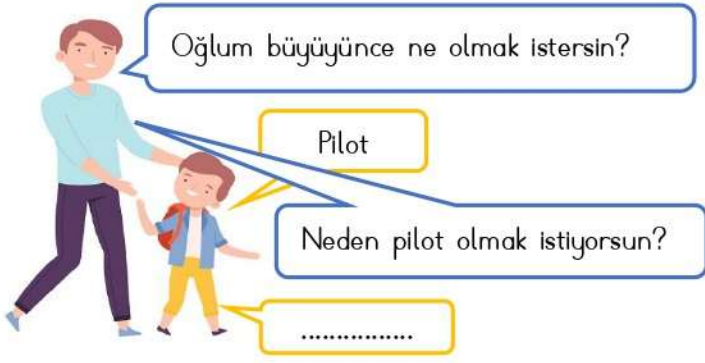 Oğlum büyüyünce ne olmak istersin?
Pilot
Neden pilot olmak istiyorsun?
................